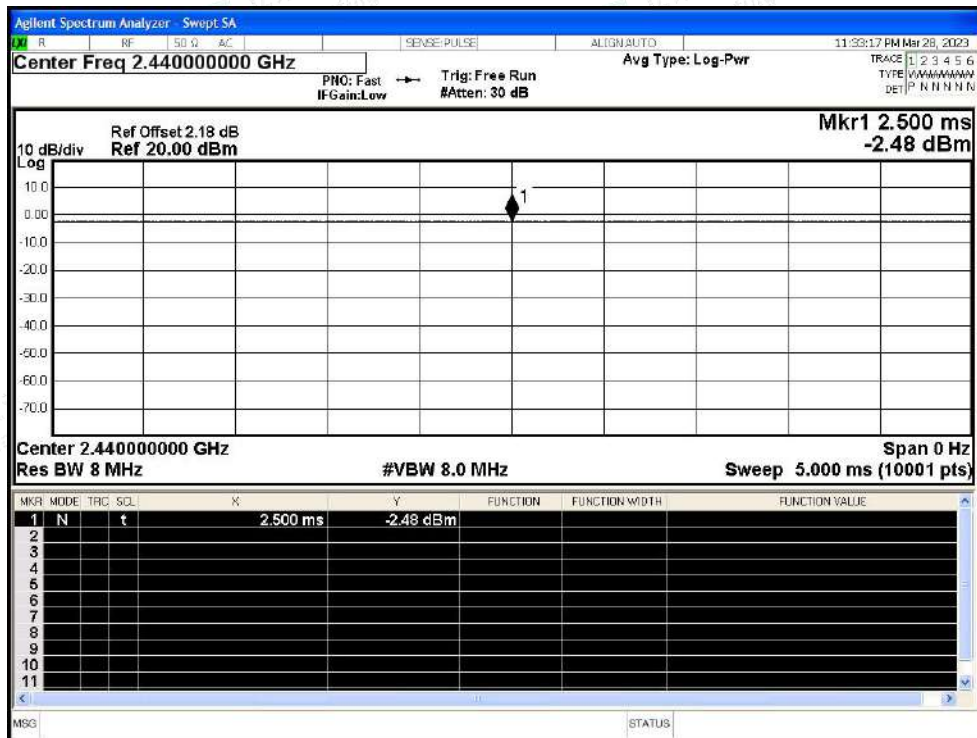 Agilent Spectrum Analyzer - Swept SA
LXI R RF 50 Ω AC SENSE:PULSE ALIGN AUTO 11:33:17 PM Mar 28, 2023
Center Freq 2.440000000 GHz Avg Type: Log-Pwr TRACE 1 2 3 4 5 6
PNO: Fast Trig: Free Run TYPE
IFGain:Low #Atten: 30 dB DET P N N N N N
Mkr1 2.500 ms
Ref Offset 2.18 dB
10 dB/div Ref 20.00 dBm -2.48 dBm
Log
10.0
1
0.00
-10.0
-20.0
-30.0
-40.0
-50.0
-60.0
-70.0
Center 2.440000000 GHz Span 0 Hz
Res BW 8 MHz #VBW 8.0 MHz Sweep 5.000 ms (10001 pts)
MKR MODE TRC SCL X Y FUNCTION FUNCTION WIDTH FUNCTION VALUE
1 N t 2.500 ms -2.48 dBm
2
3
4
5
6
7
8
9
10
11
MSG STATUS